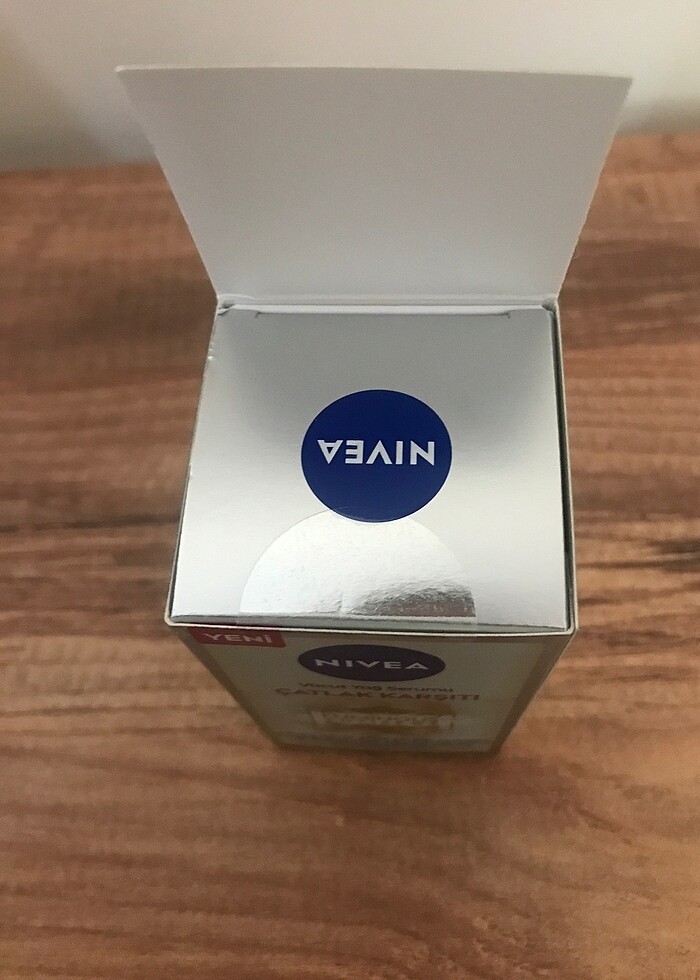 NIVEA
YENİ
NIVEA
Vücut Yağ Serumu
ÇATLAK KARŞITI